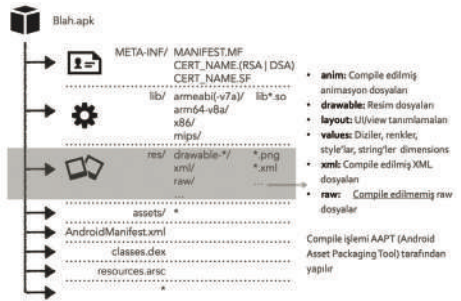 Blah.apk
META-INF/ MANIFEST.MF
CERT_NAME.(RSA | DSA)
CERT_NAME.SF
lib/ armeabi(-v7a)/ lib*.so
arm64-v8a/
x86/
mips/
res/ drawable-*/ *.png
xml/ *.xml
raw/ ...
...
assets/ *
AndroidManifest.xml
classes.dex
resources.arsc
*
• anim: Compile edilmiş
animasyon dosyaları
• drawable: Resim dosyaları
• layout: UI/view tanımlamaları
• values: Diziler, renkler,
style'lar, string'ler dimensions
• xml: Compile edilmiş XML
dosyaları
• raw: Compile edilmemiş raw
dosyalar
Compile işlemi AAPT (Android
Asset Packaging Tool) tarafından
yapılır